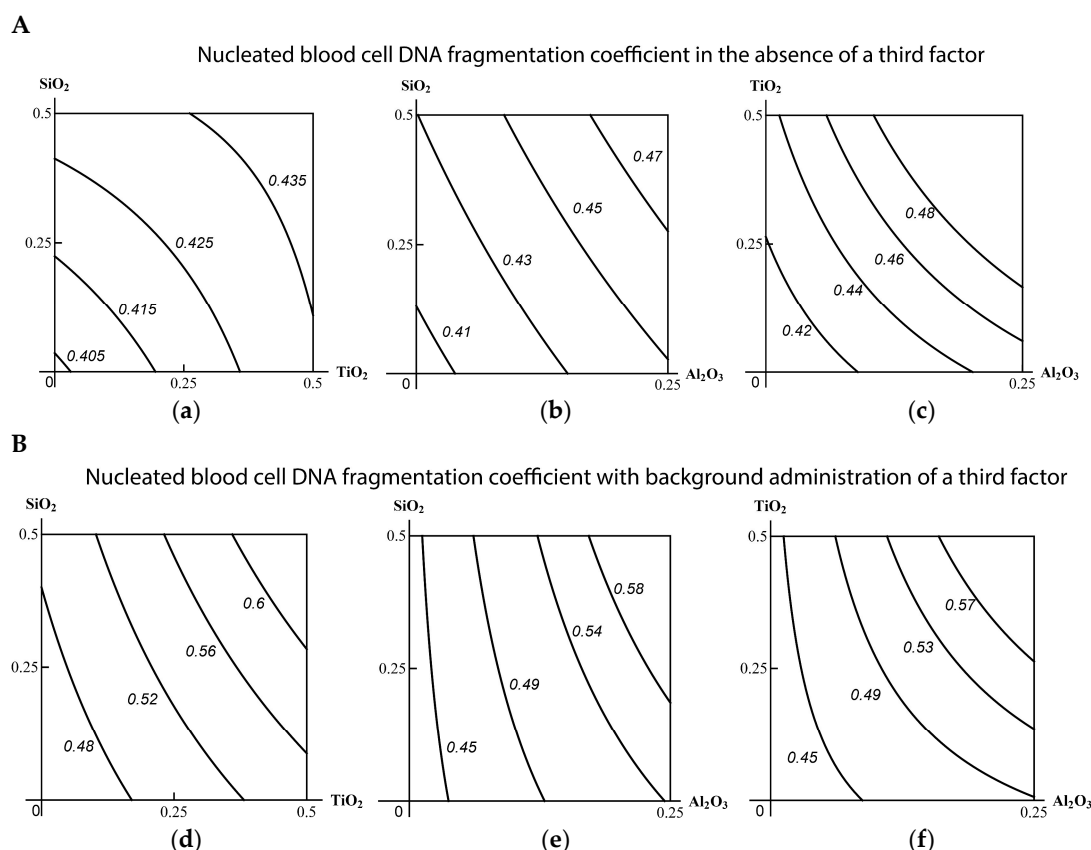 A
Nucleated blood cell DNA fragmentation coefficient in the absence of a third factor
SiO₂
0.5
0.25
0
0.405
0.415
0.425
0.435
0.25
0.5
TiO₂
(a)
SiO₂
0.5
0.25
0
0.41
0.43
0.45
0.47
0.25
Al₂O₃
(b)
TiO₂
0.5
0.25
0
0.42
0.44
0.46
0.48
0.25
Al₂O₃
(c)
B
Nucleated blood cell DNA fragmentation coefficient with background administration of a third factor
SiO₂
0.5
0.25
0
0.48
0.52
0.56
0.6
0.25
0.5
TiO₂
(d)
SiO₂
0.5
0.25
0
0.45
0.49
0.54
0.58
0.25
Al₂O₃
(e)
TiO₂
0.5
0.25
0
0.45
0.49
0.53
0.57
0.25
Al₂O₃
(f)